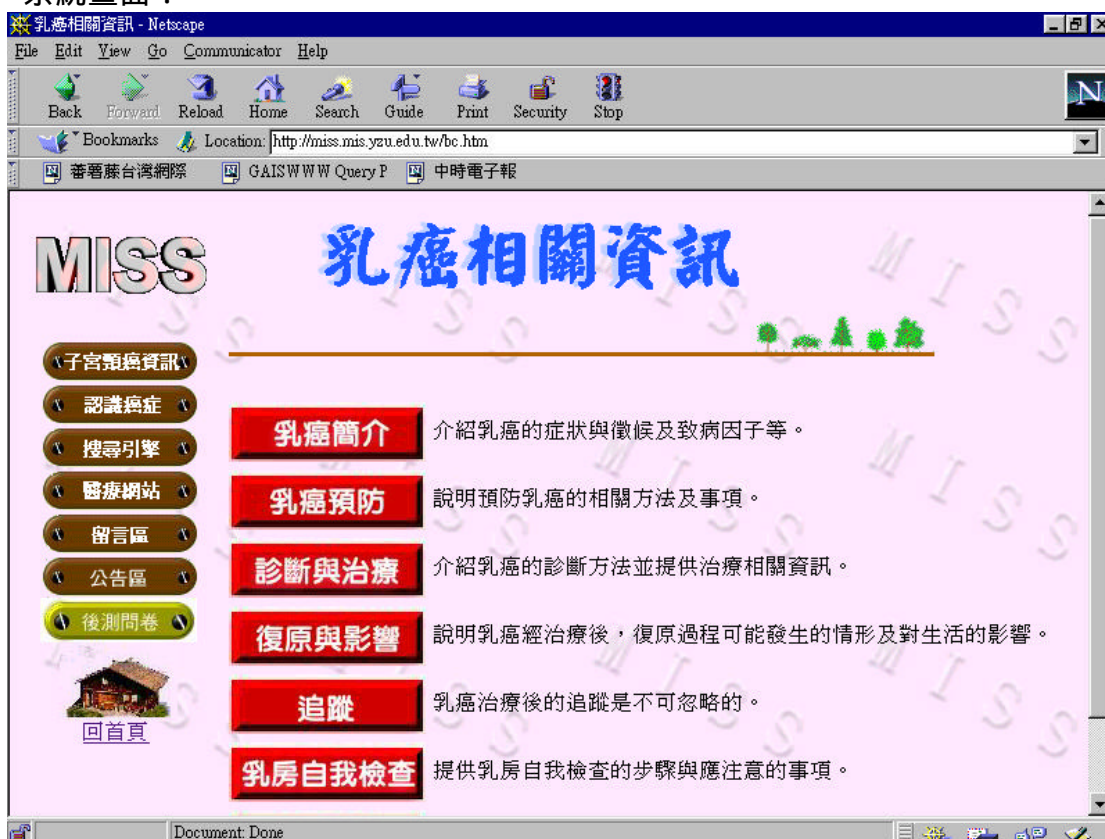 系統畫面：
乳癌相關資訊 - Netscape
File Edit View Go Communicator Help
Back Forward Reload Home Search Guide Print Security Stop
Bookmarks Location: http://miss.mis.yzu.edu.tw/bc.htm
蕃薯藤台灣網際 GAISWWW Query P 中時電子報
MISS
乳癌相關資訊
子宮頸癌資訊
認識癌症
搜尋引擎
醫療網站
留言區
公告區
後測問卷
回首頁
乳癌簡介 介紹乳癌的症狀與徵候及致病因子等。
乳癌預防 說明預防乳癌的相關方法及事項。
診斷與治療 介紹乳癌的診斷方法並提供治療相關資訊。
復原與影響 說明乳癌經治療後，復原過程可能發生的情形及對生活的影響。
追蹤 乳癌治療後的追蹤是不可忽略的。
乳房自我檢查 提供乳房自我檢查的步驟與應注意的事項。
Document: Done